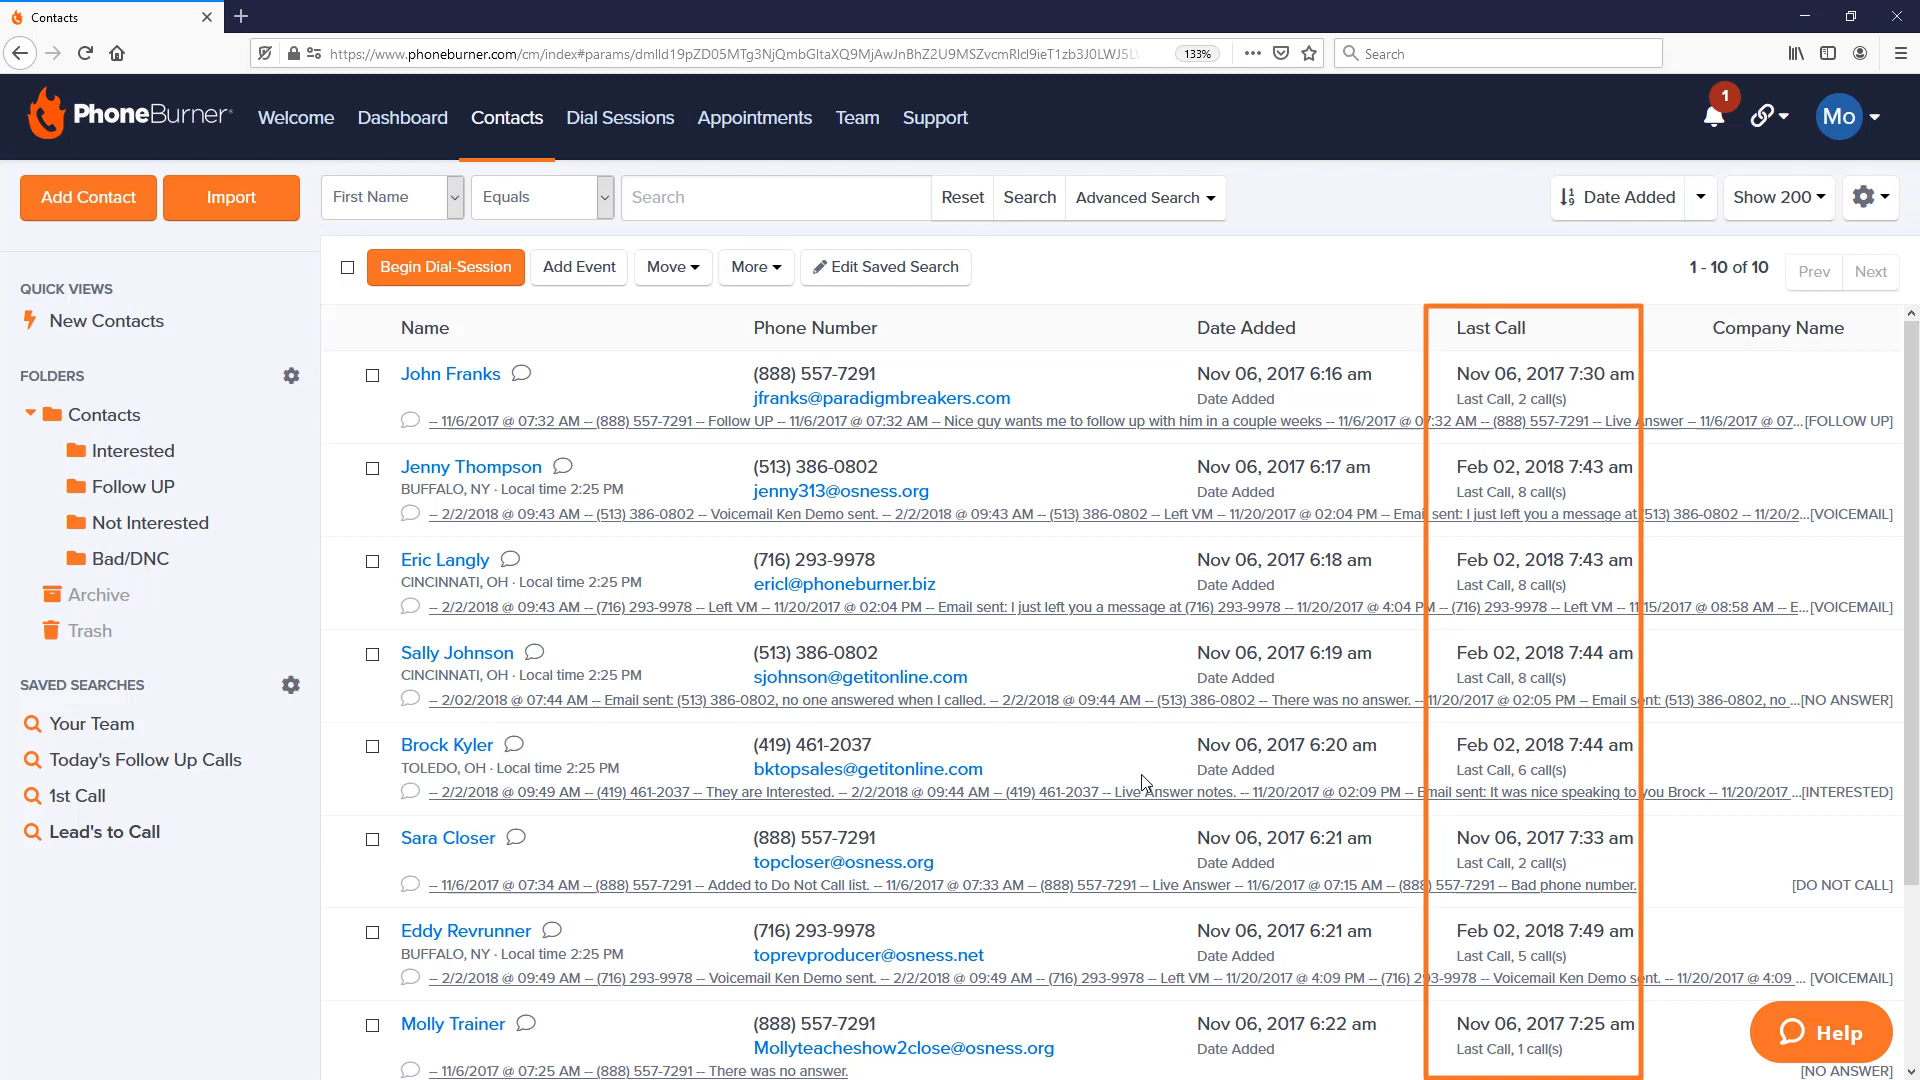 Contacts
https://www.phoneburner.com/cm/index#params/
133%
Search
PhoneBurner
Welcome Dashboard Contacts Dial Sessions Appointments Team Support
1
Mo
Add Contact Import First Name Equals Search Reset Search Advanced Search Date Added Show 200
Begin Dial-Session Add Event Move More Edit Saved Search 1 - 10 of 10 Prev Next
QUICK VIEWS
New Contacts
FOLDERS
Contacts
Interested
Follow UP
Not Interested
Bad/DNC
Archive
Trash
SAVED SEARCHES
Your Team
Today's Follow Up Calls
1st Call
Lead's to Call
Name Phone Number Date Added Last Call Company Name
John Franks (888) 557-7291 Nov 06, 2017 6:16 am Nov 06, 2017 7:30 am
jfranks@paradigmbreakers.com Date Added Last Call, 2 call(s)
-- 11/6/2017 @ 07:32 AM -- (888) 557-7291 -- Follow UP -- 11/6/2017 @ 07:32 AM -- Nice guy wants me to follow up with him in a couple weeks -- 11/6/2017 @ 07:32 AM -- (888) 557-7291 -- Live Answer -- 11/6/2017 @ 07...[FOLLOW UP]
Jenny Thompson (513) 386-0802 Nov 06, 2017 6:17 am Feb 02, 2018 7:43 am
BUFFALO, NY · Local time 2:25 PM jenny313@osness.org Date Added Last Call, 8 call(s)
-- 2/2/2018 @ 09:43 AM -- (513) 386-0802 -- Voicemail Ken Demo sent. -- 2/2/2018 @ 09:43 AM -- (513) 386-0802 -- Left VM -- 11/20/2017 @ 02:04 PM -- Email sent: I just left you a message at (513) 386-0802 -- 11/20/2...[VOICEMAIL]
Eric Langly (716) 293-9978 Nov 06, 2017 6:18 am Feb 02, 2018 7:43 am
CINCINNATI, OH · Local time 2:25 PM ericl@phoneburner.biz Date Added Last Call, 8 call(s)
-- 2/2/2018 @ 09:43 AM -- (716) 293-9978 -- Left VM -- 11/20/2017 @ 02:04 PM -- Email sent: I just left you a message at (716) 293-9978 -- 11/20/2017 @ 4:04 PM -- (716) 293-9978 -- Left VM -- 11/15/2017 @ 08:58 AM -- E...[VOICEMAIL]
Sally Johnson (513) 386-0802 Nov 06, 2017 6:19 am Feb 02, 2018 7:44 am
CINCINNATI, OH · Local time 2:25 PM sjohnson@getitonline.com Date Added Last Call, 8 call(s)
-- 2/02/2018 @ 07:44 AM -- Email sent: (513) 386-0802, no one answered when I called. -- 2/2/2018 @ 09:44 AM -- (513) 386-0802 -- There was no answer. -- 11/20/2017 @ 02:05 PM -- Email sent: (513) 386-0802, no ...[NO ANSWER]
Brock Kyler (419) 461-2037 Nov 06, 2017 6:20 am Feb 02, 2018 7:44 am
TOLEDO, OH · Local time 2:25 PM bktopsales@getitonline.com Date Added Last Call, 6 call(s)
-- 2/2/2018 @ 09:49 AM -- (419) 461-2037 -- They are Interested. -- 2/2/2018 @ 09:44 AM -- (419) 461-2037 -- Live Answer notes. -- 11/20/2017 @ 02:09 PM -- Email sent: It was nice speaking to you Brock -- 11/20/2017 ...[INTERESTED]
Sara Closer (888) 557-7291 Nov 06, 2017 6:21 am Nov 06, 2017 7:33 am
topcloser@osness.org Date Added Last Call, 2 call(s)
-- 11/6/2017 @ 07:34 AM -- (888) 557-7291 -- Added to Do Not Call list. -- 11/6/2017 @ 07:33 AM -- (888) 557-7291 -- Live Answer -- 11/6/2017 @ 07:15 AM -- (888) 557-7291 -- Bad phone number. [DO NOT CALL]
Eddy Revrunner (716) 293-9978 Nov 06, 2017 6:21 am Feb 02, 2018 7:49 am
BUFFALO, NY · Local time 2:25 PM toprevproducer@osness.net Date Added Last Call, 5 call(s)
-- 2/2/2018 @ 09:49 AM -- (716) 293-9978 -- Voicemail Ken Demo sent. -- 2/2/2018 @ 09:49 AM -- (716) 293-9978 -- Left VM -- 11/20/2017 @ 4:09 PM -- (716) 293-9978 -- Voicemail Ken Demo sent. -- 11/20/2017 @ 4:09 ... [VOICEMAIL]
Molly Trainer (888) 557-7291 Nov 06, 2017 6:22 am Nov 06, 2017 7:25 am
Mollyteacheshow2close@osness.org Date Added Last Call, 1 call(s)
-- 11/6/2017 @ 07:25 AM -- (888) 557-7291 -- There was no answer. [NO ANSWER]
Help